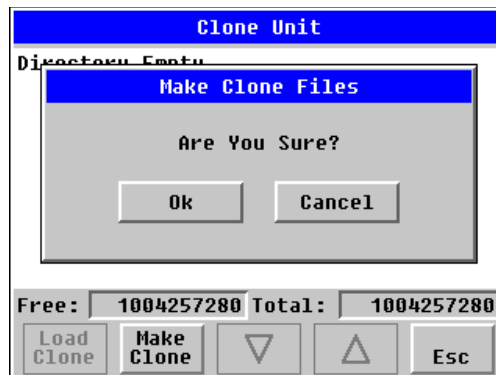 Clone Unit
Directory Empty
Make Clone Files
Are You Sure?
Ok Cancel
Free: 1004257280 Total: 1004257280
Load Clone Make Clone Esc